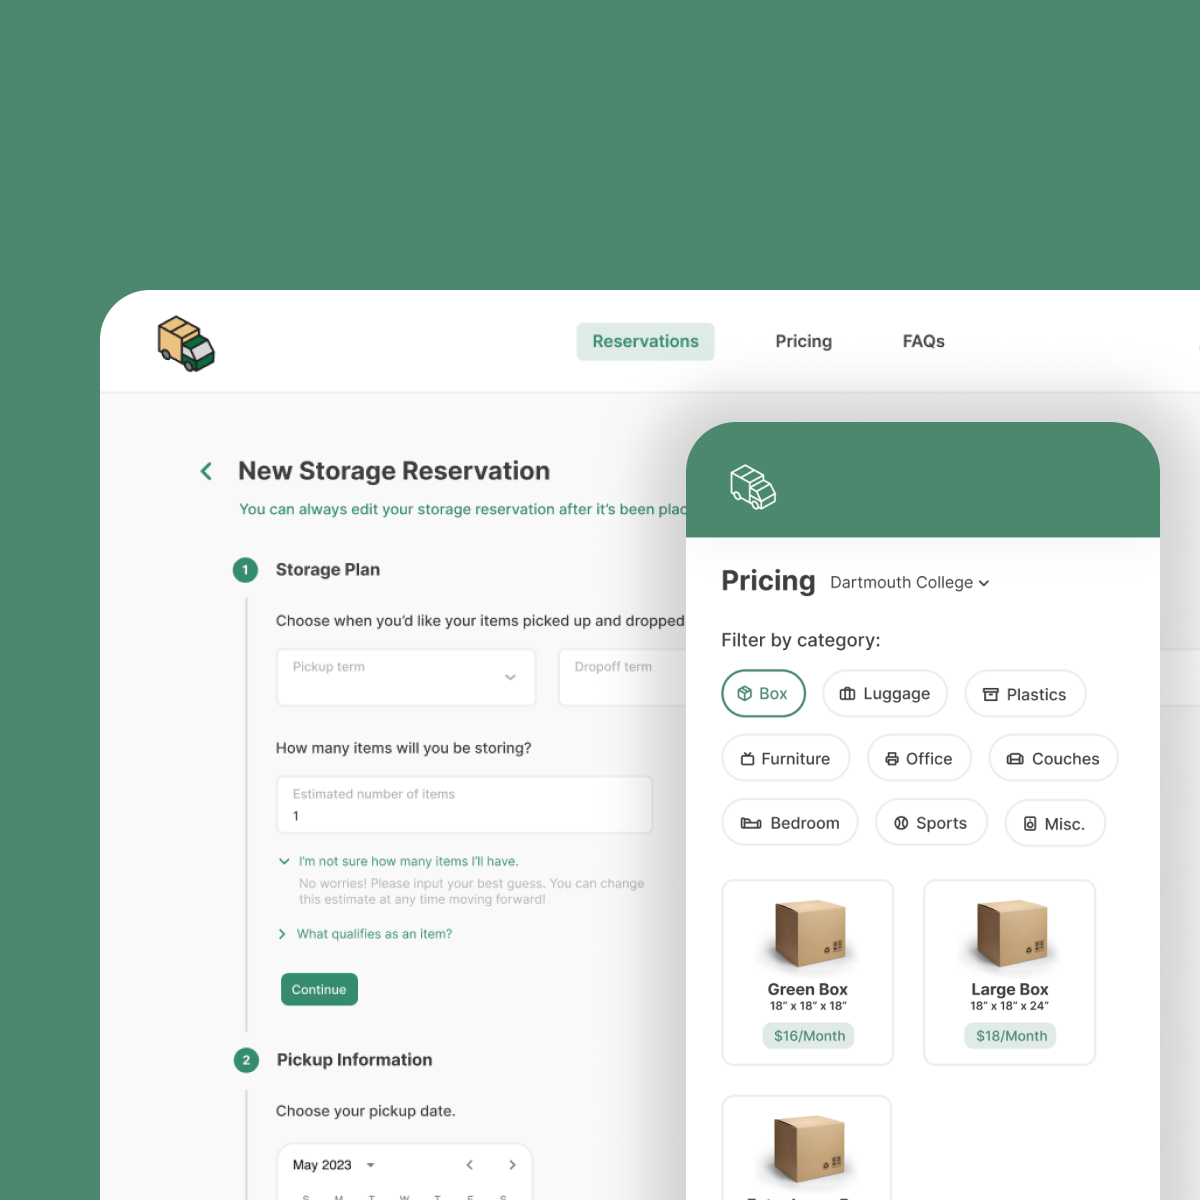 Reservations
Pricing
FAQs
New Storage Reservation
You can always edit your storage reservation after it's been
1
Storage Plan
Choose when you'd like your items picked up and dropped
Pickup term
Dropoff term
How many items will you be storing?
Estimated number of items
1
I'm not sure how many items I'll have.
No worries! Please input your best guess. You can change
this estimate at any time moving forward!
What qualifies as an item?
Continue
2
Pickup Information
Choose your pickup date.
May 2023
S M T W T F S
Pricing
Dartmouth College
Filter by category:
Box
Luggage
Plastics
Furniture
Office
Couches
Bedroom
Sports
Misc.
Green Box
18” x 18” x 18”
$16/Month
Large Box
18” x 18” x 24”
$18/Month